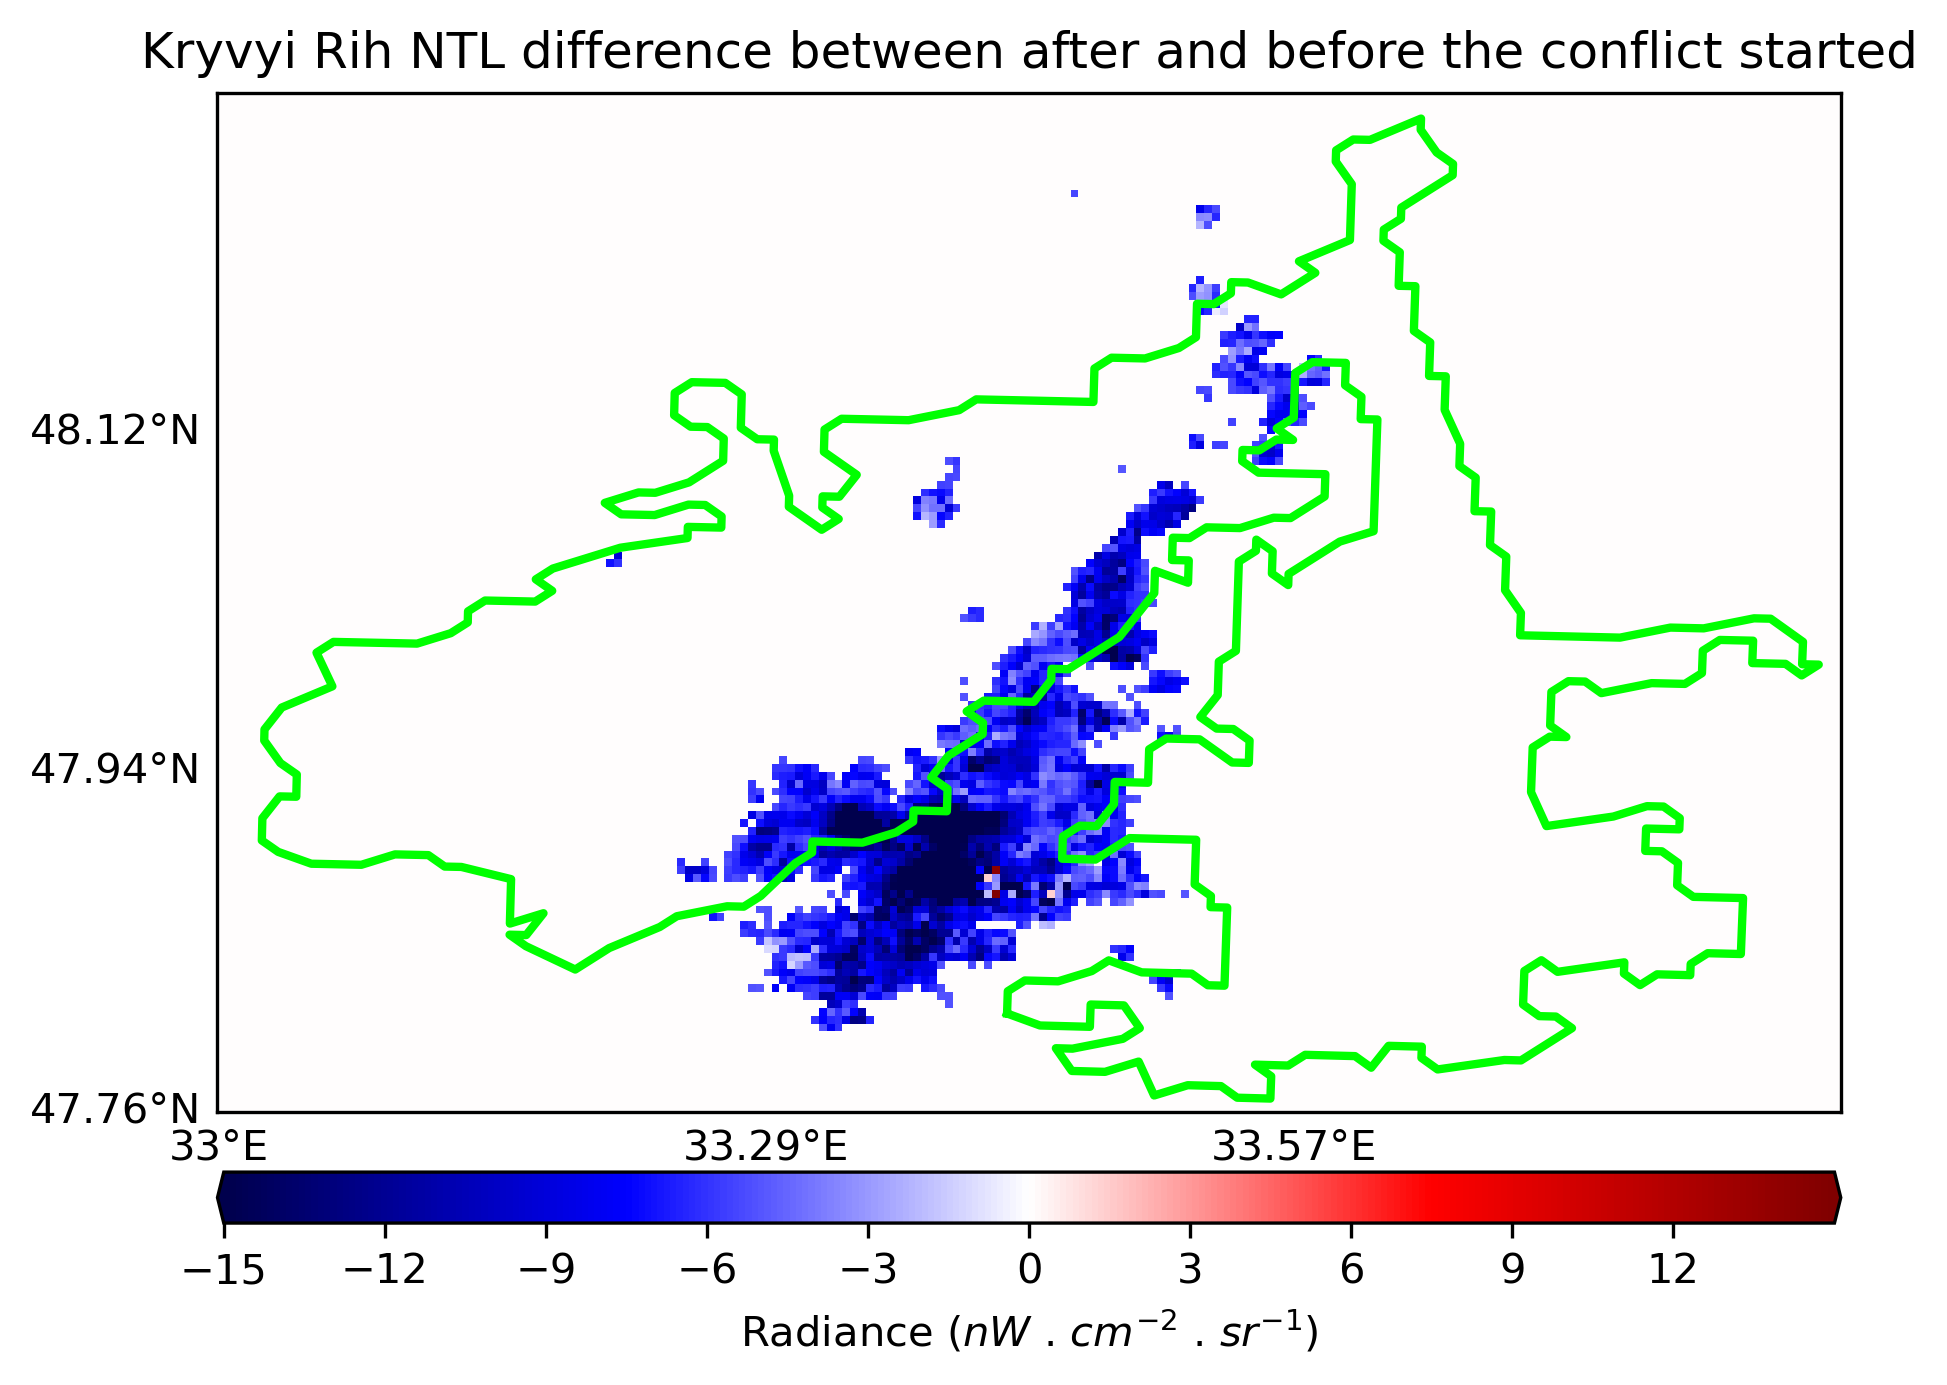 Kryvyi Rih NTL difference between after and before the conflict started
48.12°N
47.94°N
47.76°N
33°E 33.29°E 33.57°E
−15 −12 −9 −6 −3 0 3 6 9 12
Radiance (nW . cm⁻² . sr⁻¹)